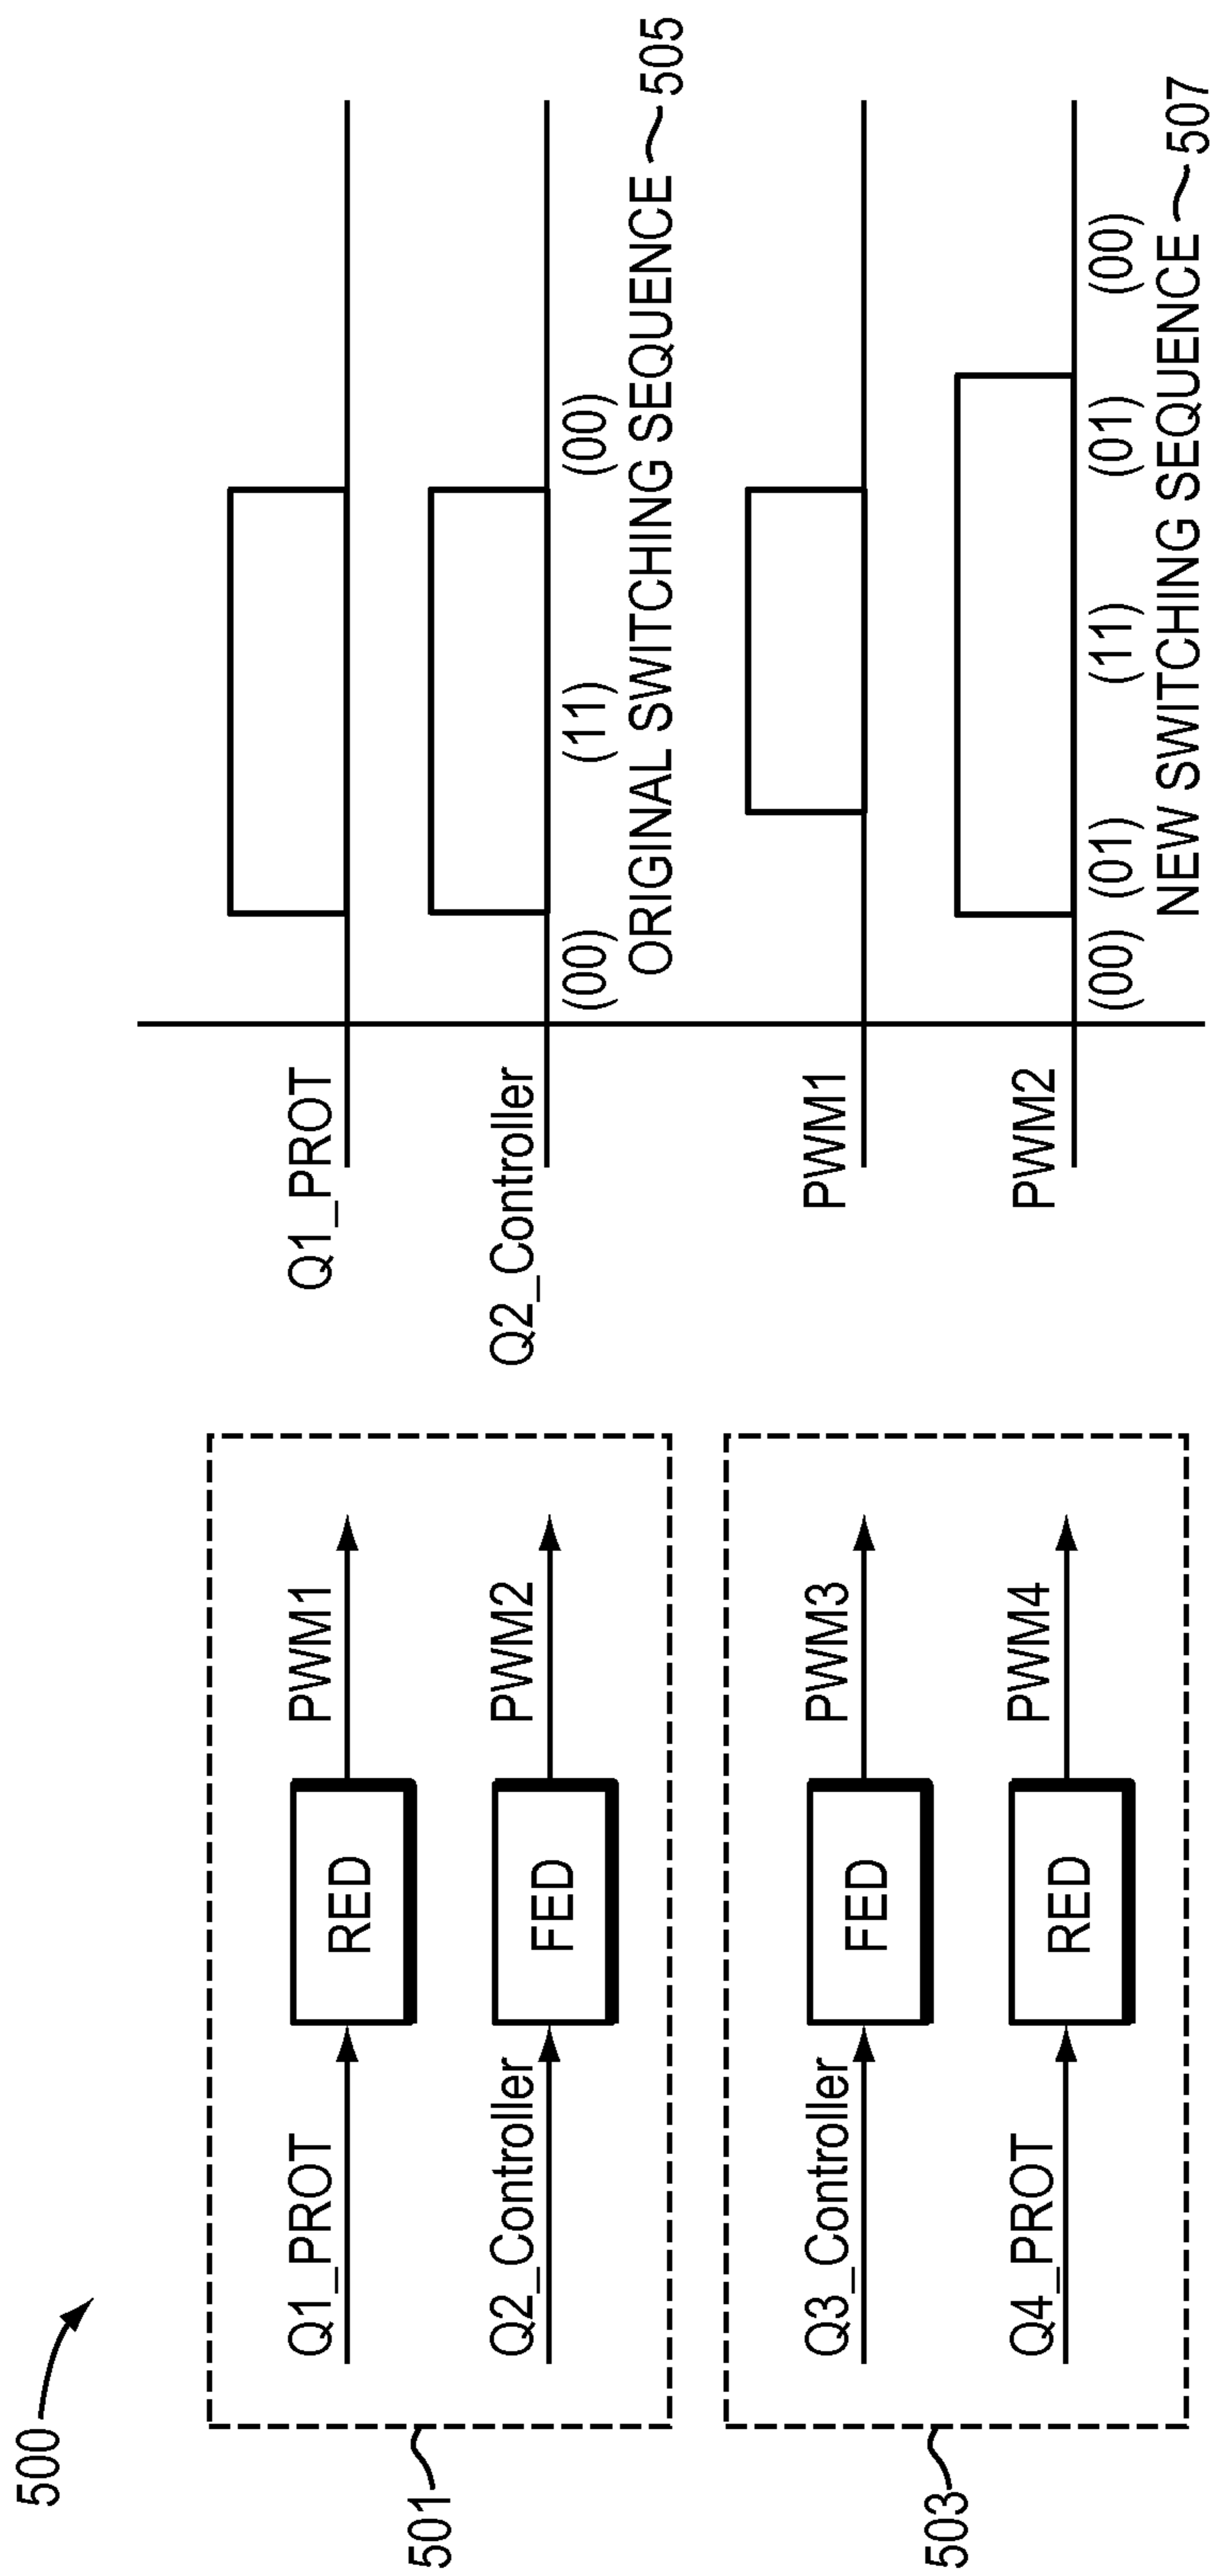 500
501
Q1_PROT
RED
PWM1
Q2_Controller
FED
PWM2
503
Q3_Controller
FED
PWM3
Q4_PROT
RED
PWM4
Q1_PROT
Q2_Controller
(00) (11) (00)
ORIGINAL SWITCHING SEQUENCE 505
PWM1
PWM2
(00) (01) (11) (01) (00)
NEW SWITCHING SEQUENCE 507